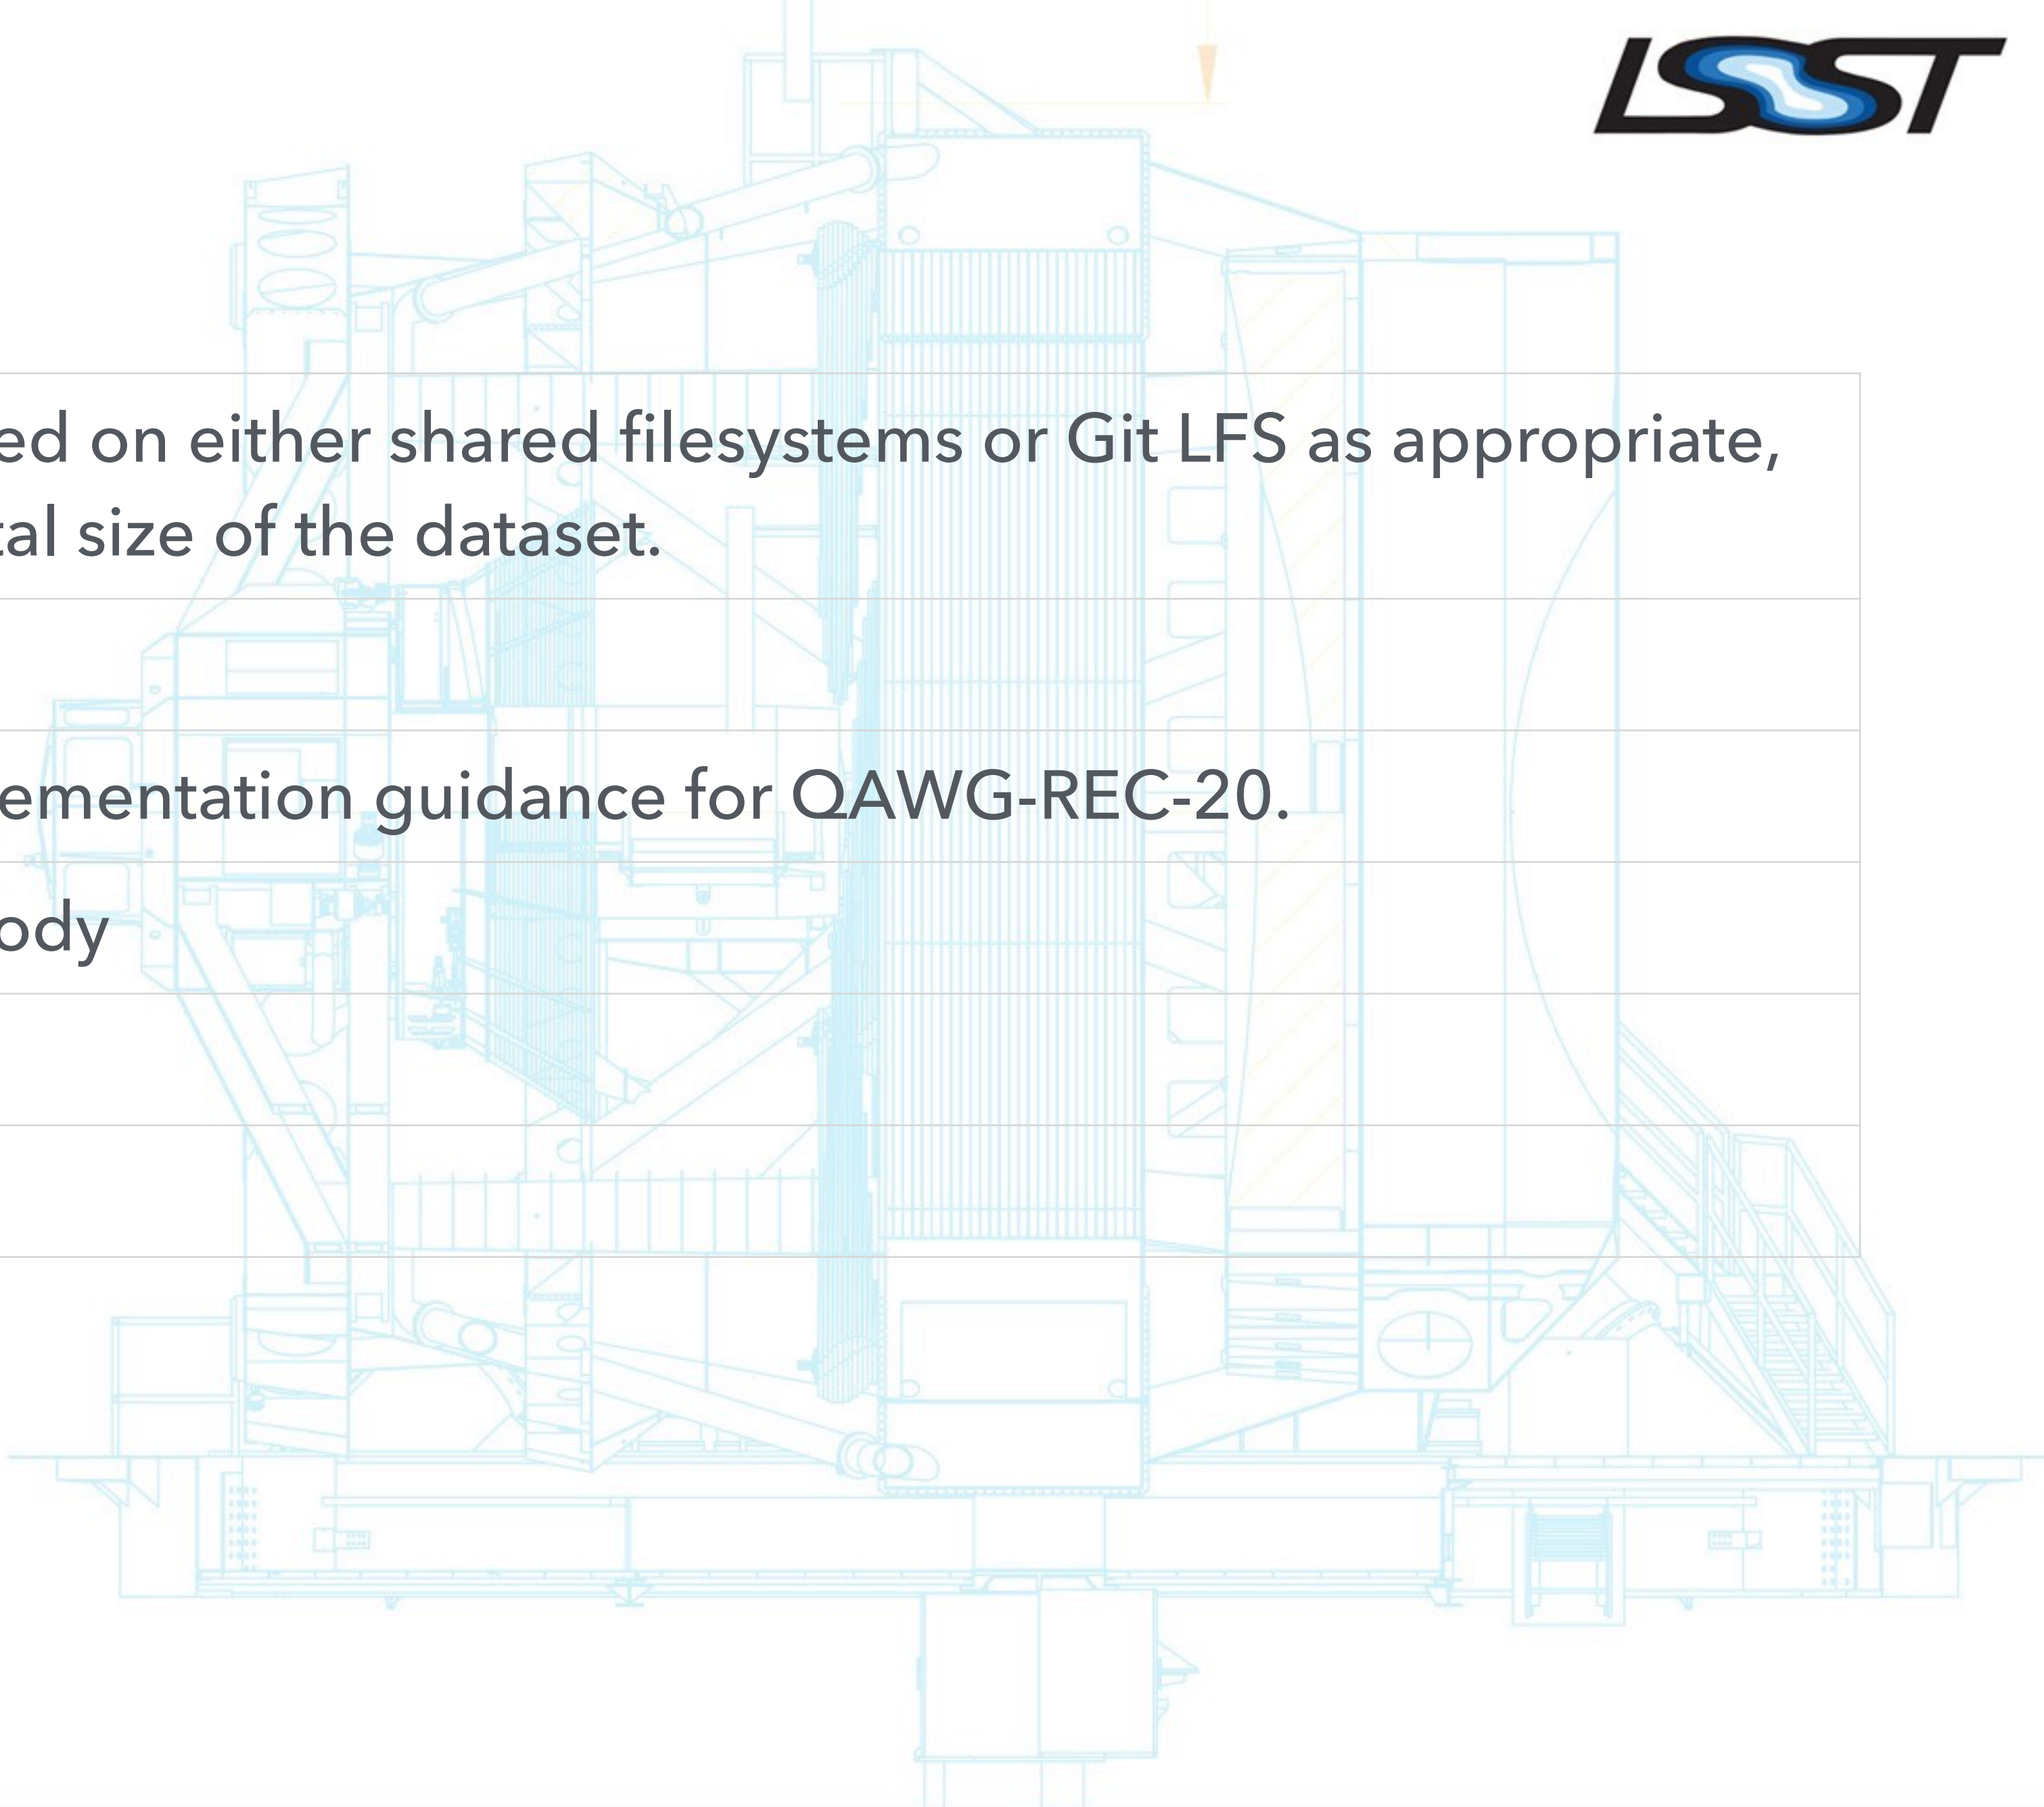 LSST
ed on either shared filesystems or Git LFS as appropriate,
tal size of the dataset.
ementation guidance for QAWG-REC-20.
ody